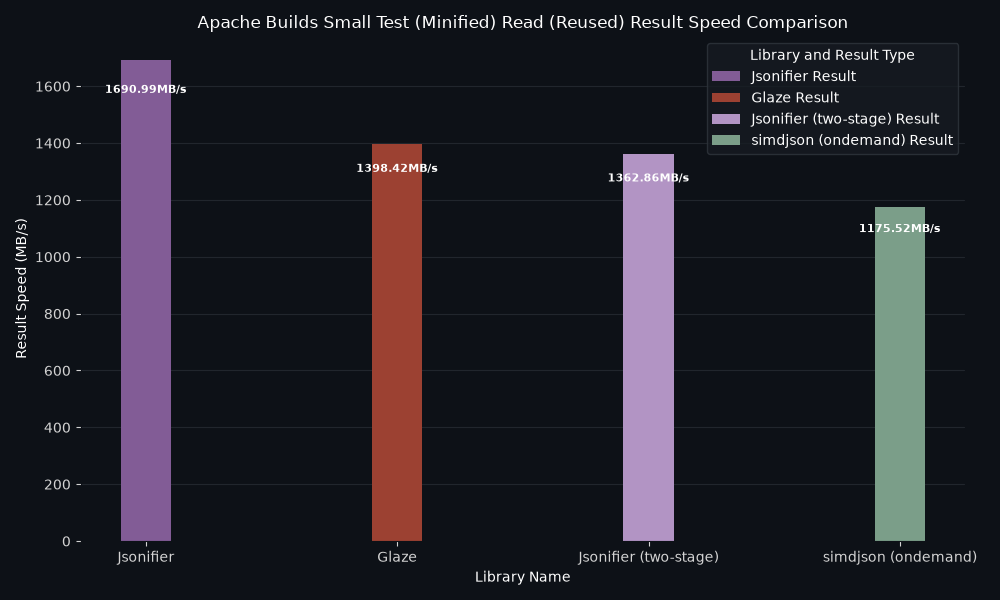 Apache Builds Small Test (Minified) Read (Reused) Result Speed Comparison
Library and Result Type
Jsonifier Result
Glaze Result
Jsonifier (two-stage) Result
simdjson (ondemand) Result
Result Speed (MB/s)
1600
1400
1200
1000
800
600
400
200
0
1690.99MB/s
1398.42MB/s
1362.86MB/s
1175.52MB/s
Jsonifier
Glaze
Jsonifier (two-stage)
simdjson (ondemand)
Library Name